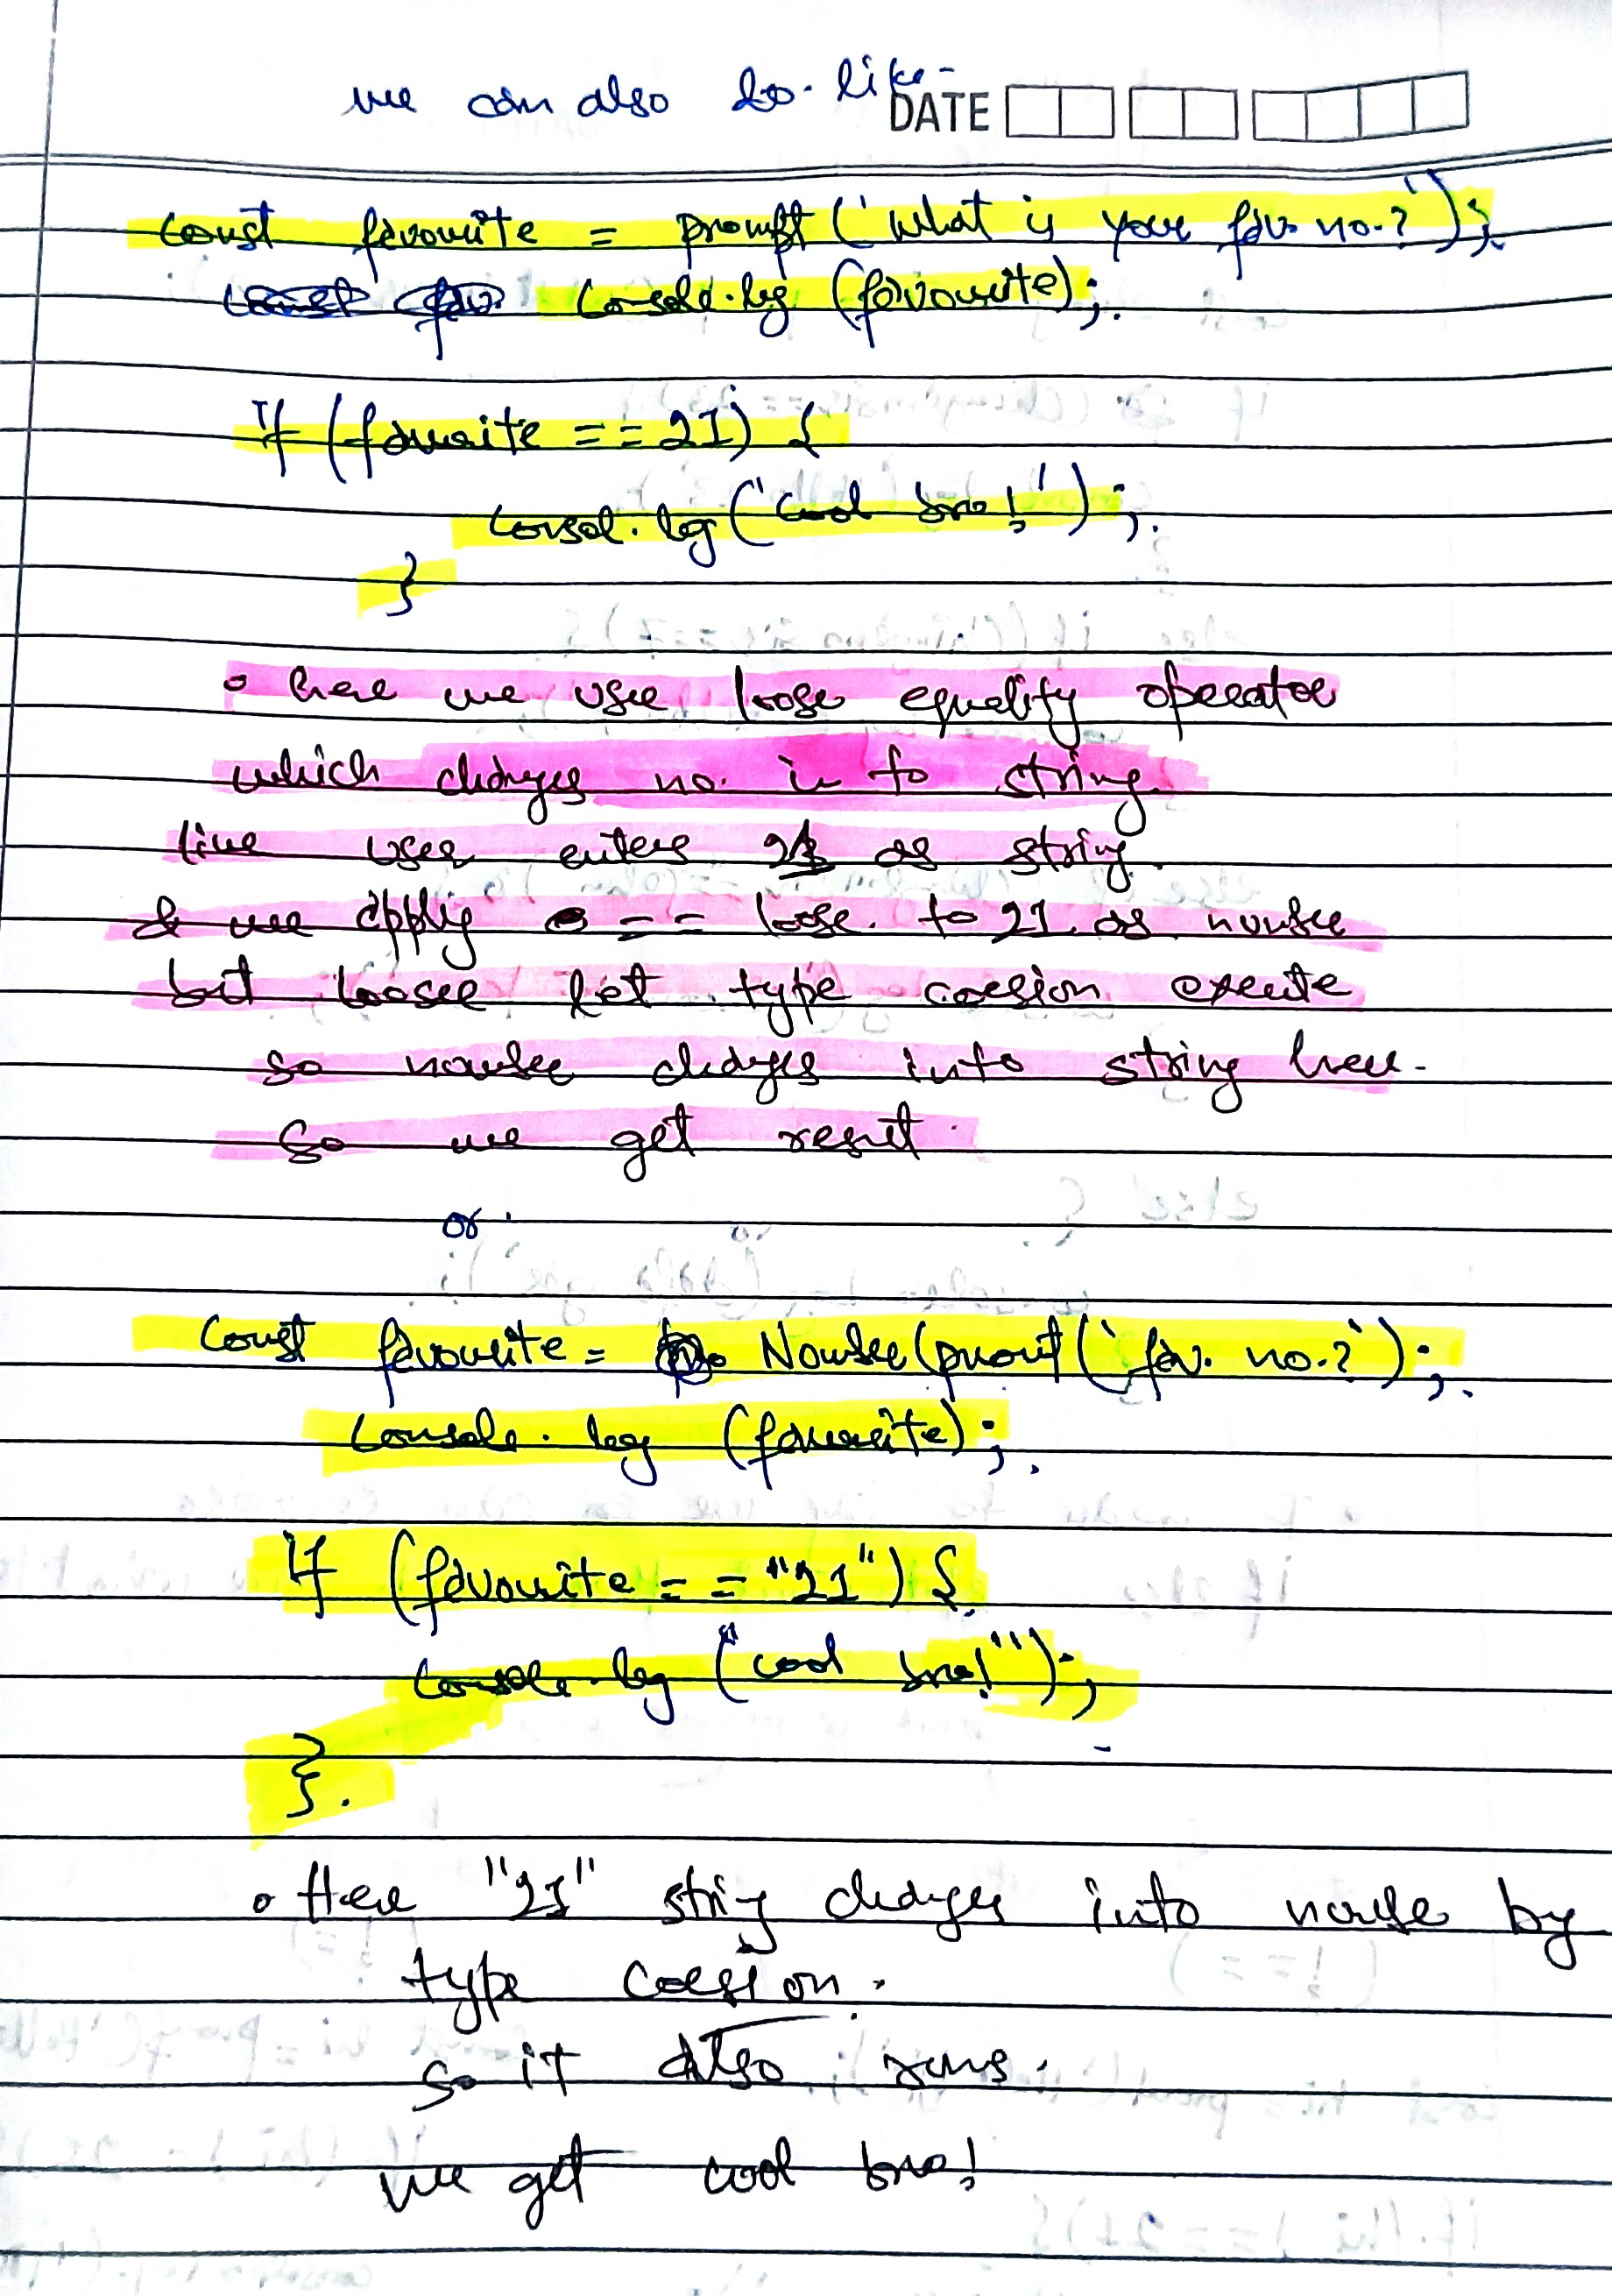 we can also do. like-
DATE
const favourite = prompt ('what is your fav. no.?');
console.log (favourite);
if (favourite == 21) {
consol.log ('cool bro!');
}
• here we use loose equality operator
which changes no. in to string.
like user enters 21 as string.
& we apply == loose to 21 as number
but loose let type coersion execute
so number changes into string here.
So we get result.
or
const favourite = Number (prompt ('fav. no.?');
console.log (favourite);
if (favourite == "21") {
console.log ("cool bro!");
}.
• Here "21" string changes into number by
type coersion.
so it also runs.
we get cool bro!